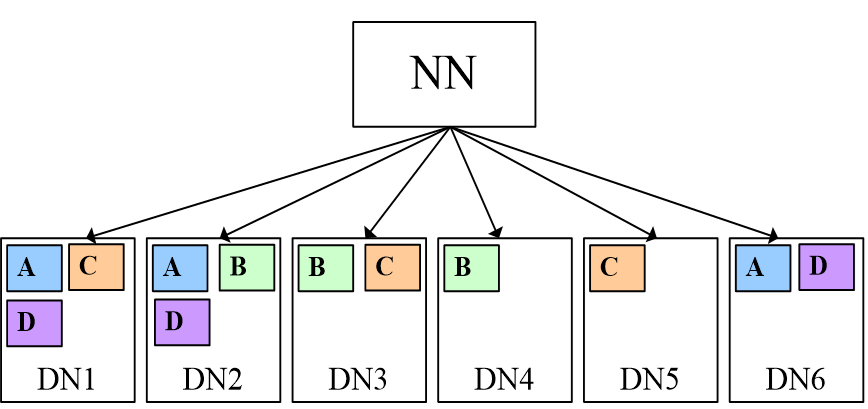 NN
A C A B B C B C A D
D D
DN1 DN2 DN3 DN4 DN5 DN6